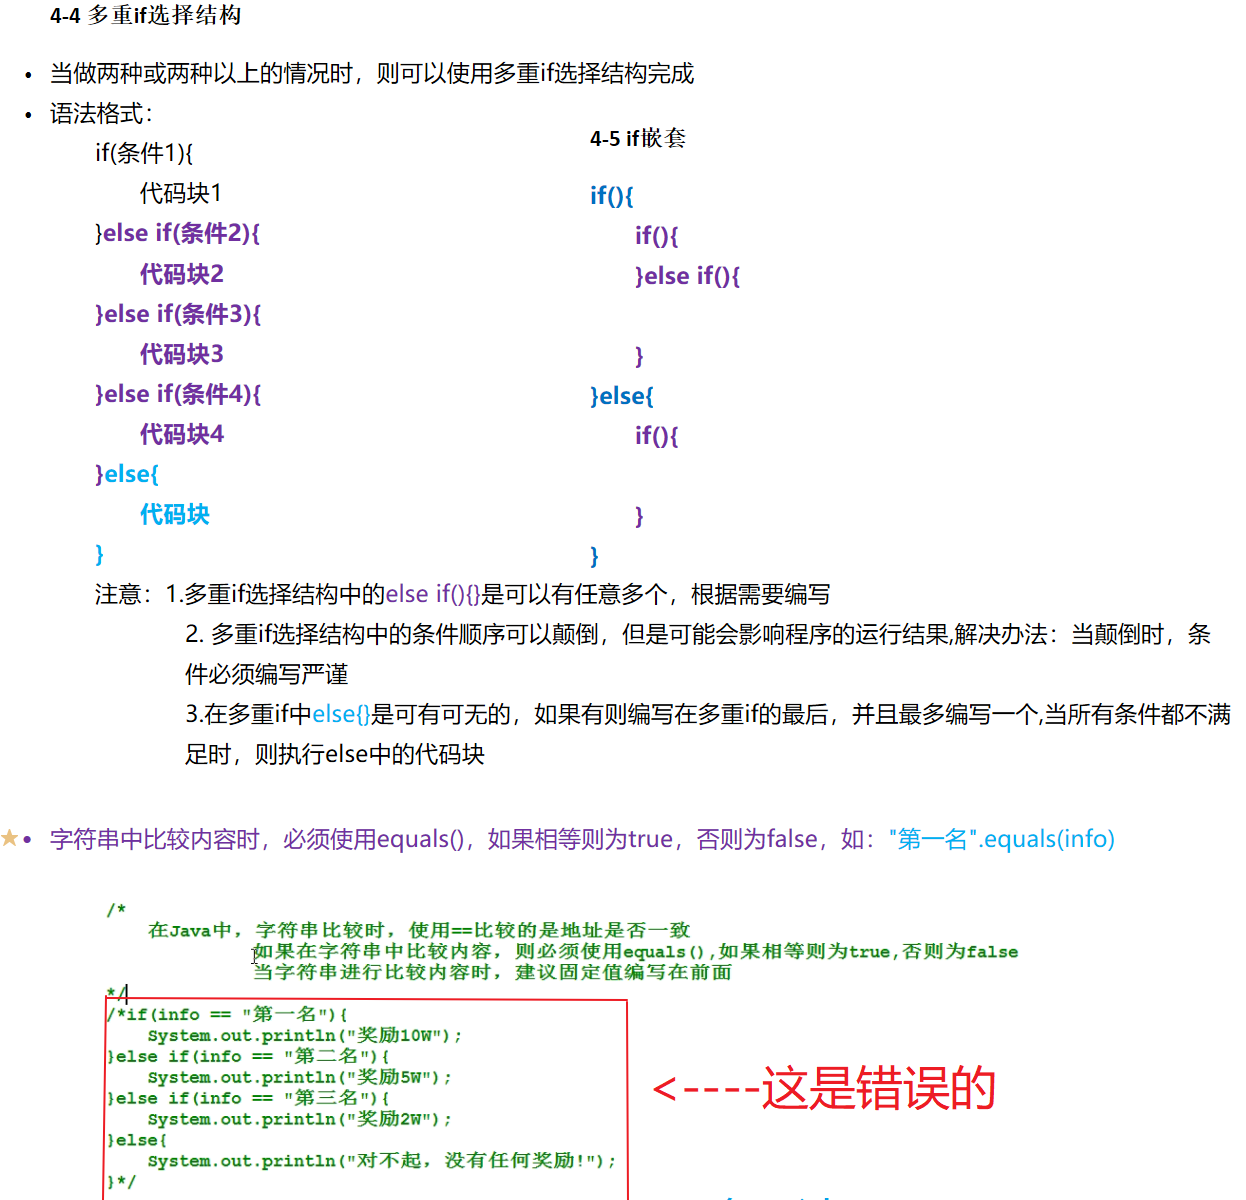 4-4 多重if选择结构
• 当做两种或两种以上的情况时，则可以使用多重if选择结构完成
• 语法格式：
if(条件1){
代码块1
}else if(条件2){
代码块2
}else if(条件3){
代码块3
}else if(条件4){
代码块4
}else{
代码块
}
4-5 if嵌套
if(){
if(){
}else if(){
}
}else{
if(){
}
}
注意：1.多重if选择结构中的else if(){}是可以有任意多个，根据需要编写
2. 多重if选择结构中的条件顺序可以颠倒，但是可能会影响程序的运行结果,解决办法：当颠倒时，条
件必须编写严谨
3.在多重if中else{}是可有可无的，如果有则编写在多重if的最后，并且最多编写一个,当所有条件都不满
足时，则执行else中的代码块
• 字符串中比较内容时，必须使用equals()，如果相等则为true，否则为false，如："第一名".equals(info)
/*
在Java中，字符串比较时，使用==比较的是地址是否一致
如果在字符串中比较内容，则必须使用equals(),如果相等则为true,否则为false
当字符串进行比较内容时，建议固定值编写在前面
*/
/*if(info == "第一名"){
System.out.println("奖励10W");
}else if(info == "第二名"){
System.out.println("奖励5W");
}else if(info == "第三名"){
System.out.println("奖励2W");
}else{
System.out.println("对不起，没有任何奖励!");
}*/
<----这是错误的